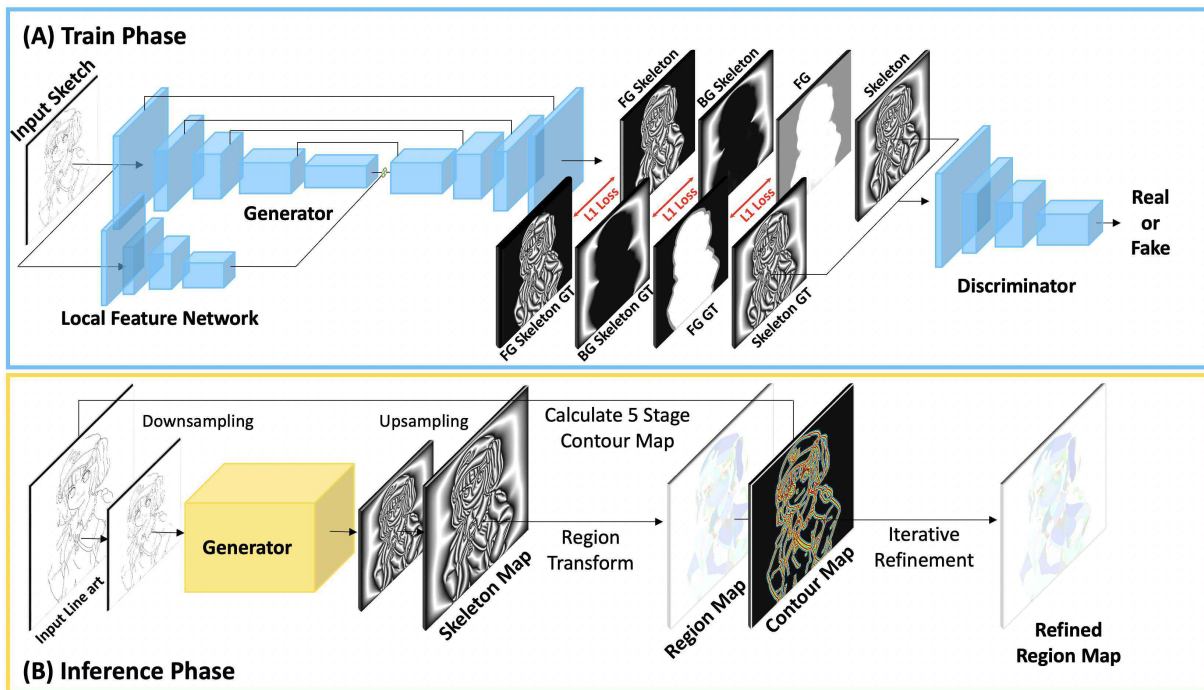 (A) Train Phase
Input Sketch
Generator
Local Feature Network
FG Skeleton
BG Skeleton
FG
Skeleton
L1 Loss
L1 Loss
L1 Loss
FG Skeleton GT
BG Skeleton GT
FG GT
Skeleton GT
Discriminator
Real
or
Fake
Downsampling
Upsampling
Calculate 5 Stage
Contour Map
Input Line art
Generator
Skeleton Map
Region
Transform
Region Map
Contour Map
Iterative
Refinement
Refined
Region Map
(B) Inference Phase